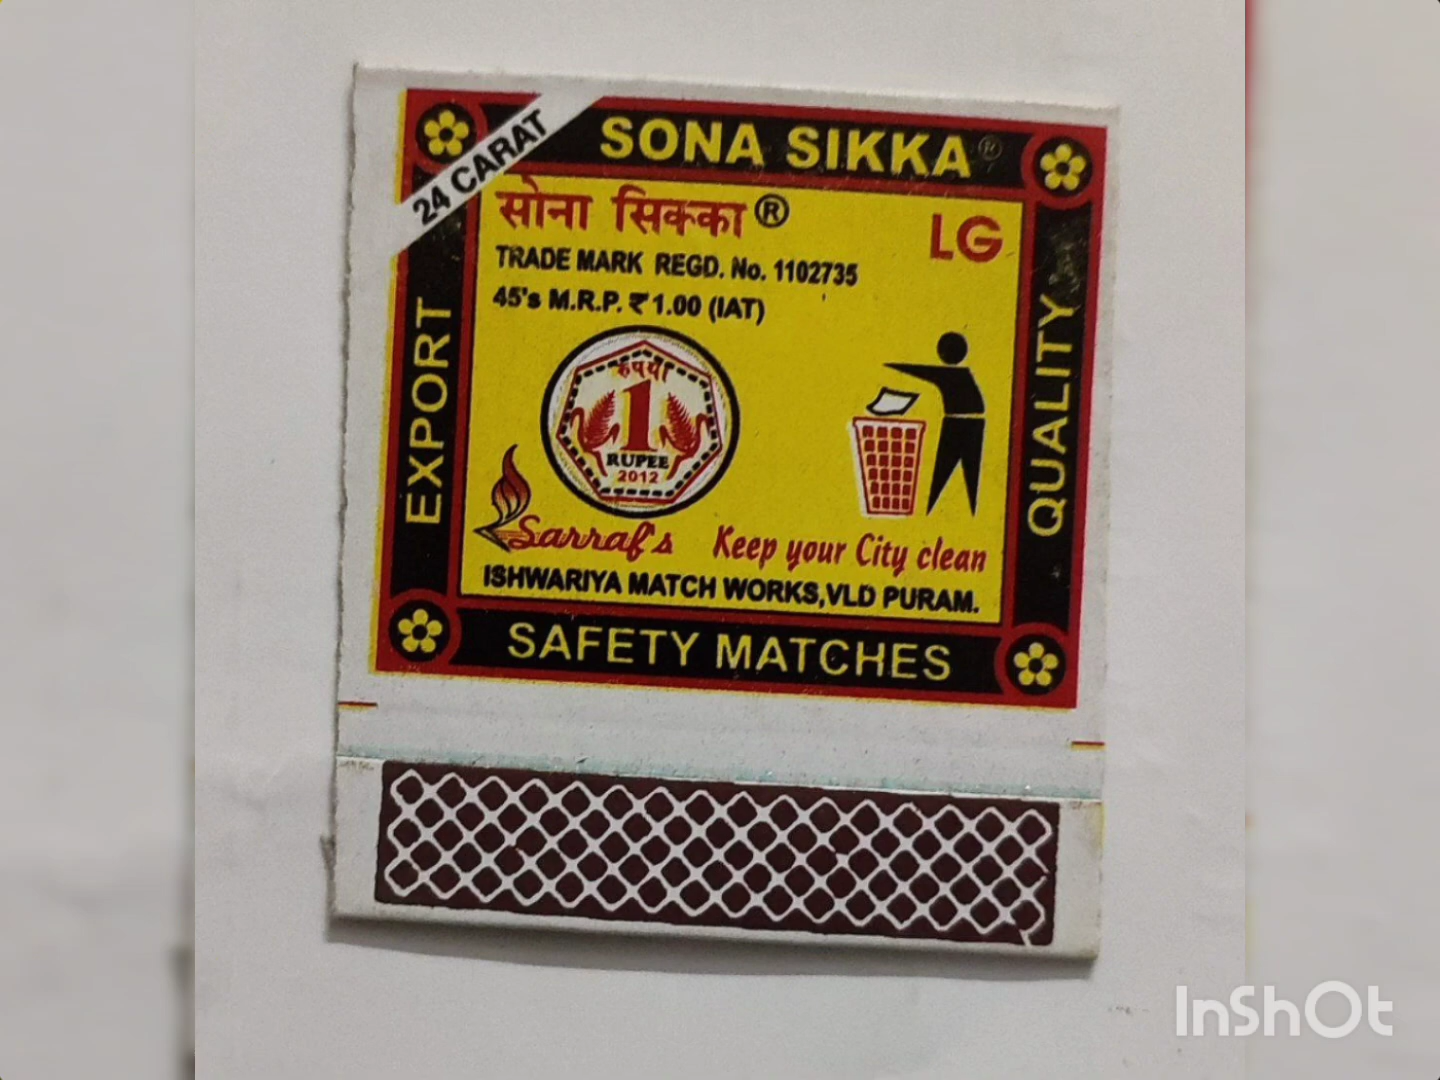 24 CARAT
SONA SIKKA®
सोना सिक्का®
LG
TRADE MARK REGD. No. 1102735
45's M.R.P. ₹ 1.00 (IAT)
EXPORT
QUALITY
रुपया
1
RUPEE
2012
Sarraf's
Keep your City clean
ISHWARIYA MATCH WORKS,VLD PURAM.
SAFETY MATCHES
InShOt